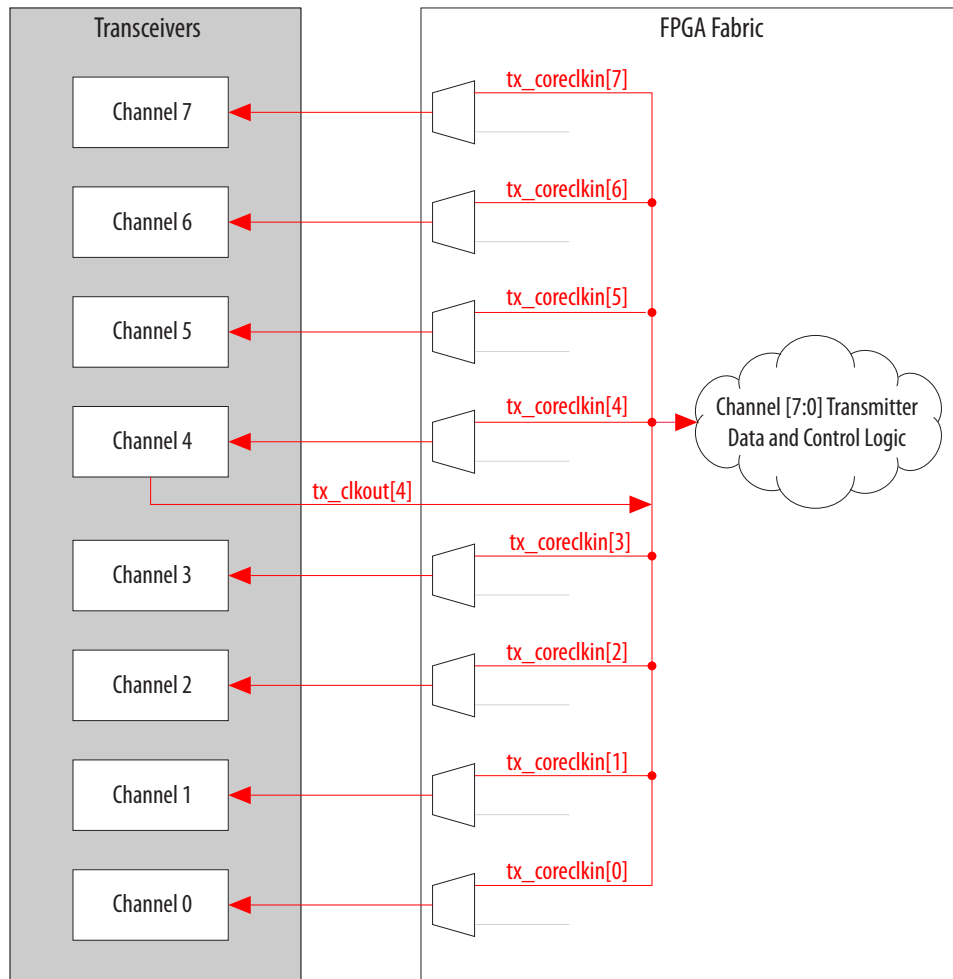 Transceivers
FPGA Fabric
Channel 7
tx_coreclkin[7]
Channel 6
tx_coreclkin[6]
Channel 5
tx_coreclkin[5]
Channel 4
tx_coreclkin[4]
Channel [7:0] Transmitter
Data and Control Logic
tx_clkout[4]
Channel 3
tx_coreclkin[3]
Channel 2
tx_coreclkin[2]
Channel 1
tx_coreclkin[1]
Channel 0
tx_coreclkin[0]